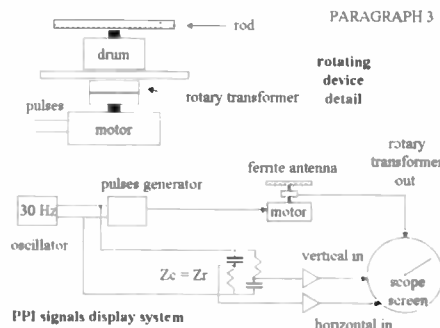 PARAGRAPH 3
rod
drum
rotating
device
detail
rotary transformer
pulses
motor
rotary
transformer
out
ferrite antenna
pulses generator
30 Hz
motor
oscillator
vertical in
Zc = Zr
scope
screen
PPI signals display system
horizontal in